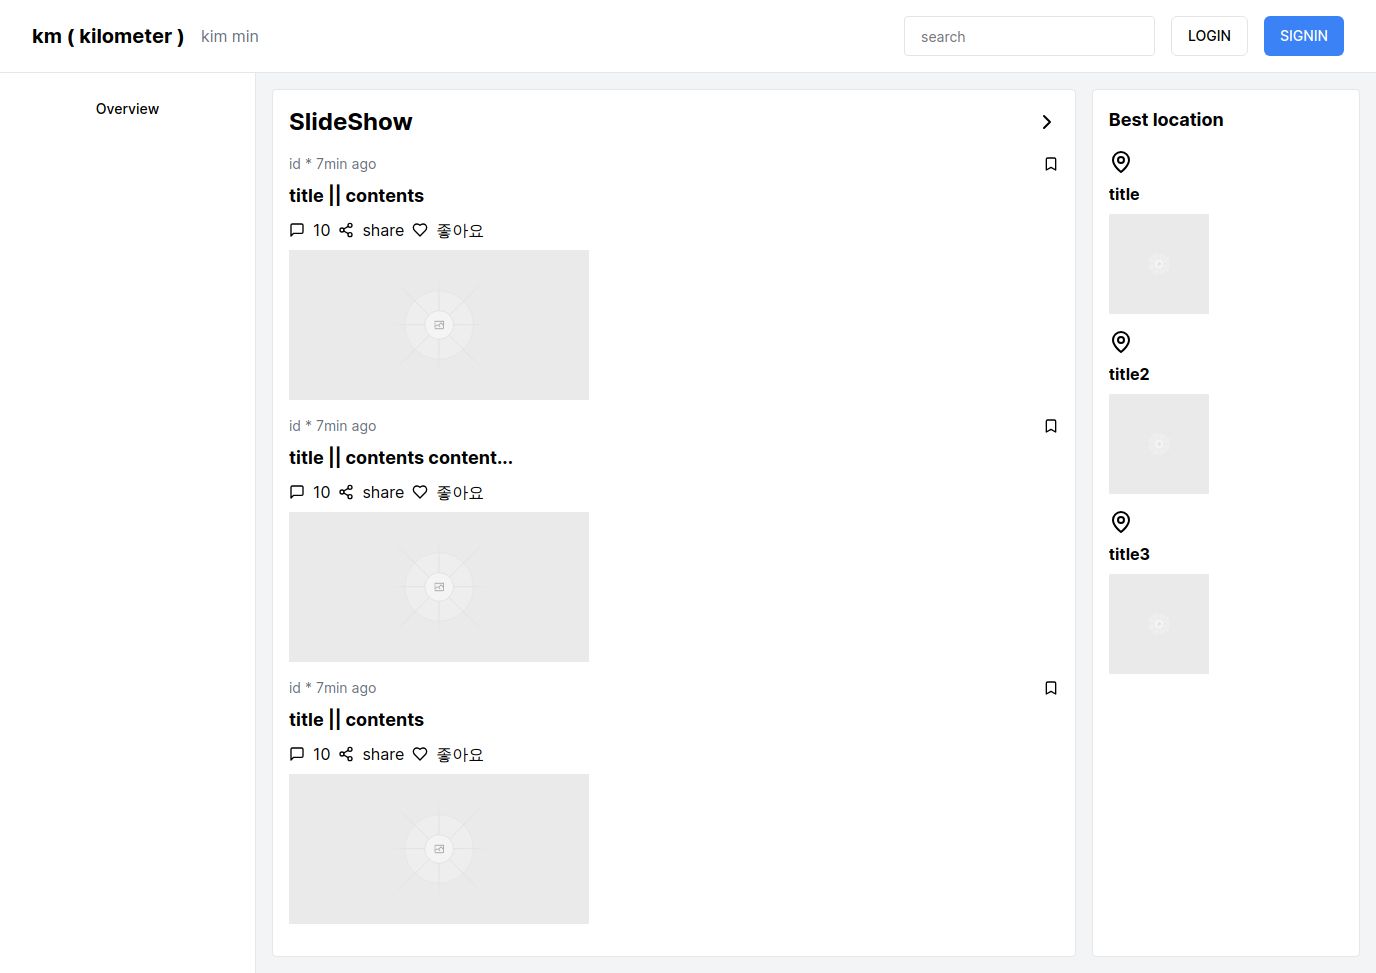 km ( kilometer ) kim min
search
LOGIN
SIGNIN
Overview
SlideShow
id * 7min ago
title || contents
10 share 좋아요
id * 7min ago
title || contents content...
10 share 좋아요
id * 7min ago
title || contents
10 share 좋아요
Best location
title
title2
title3